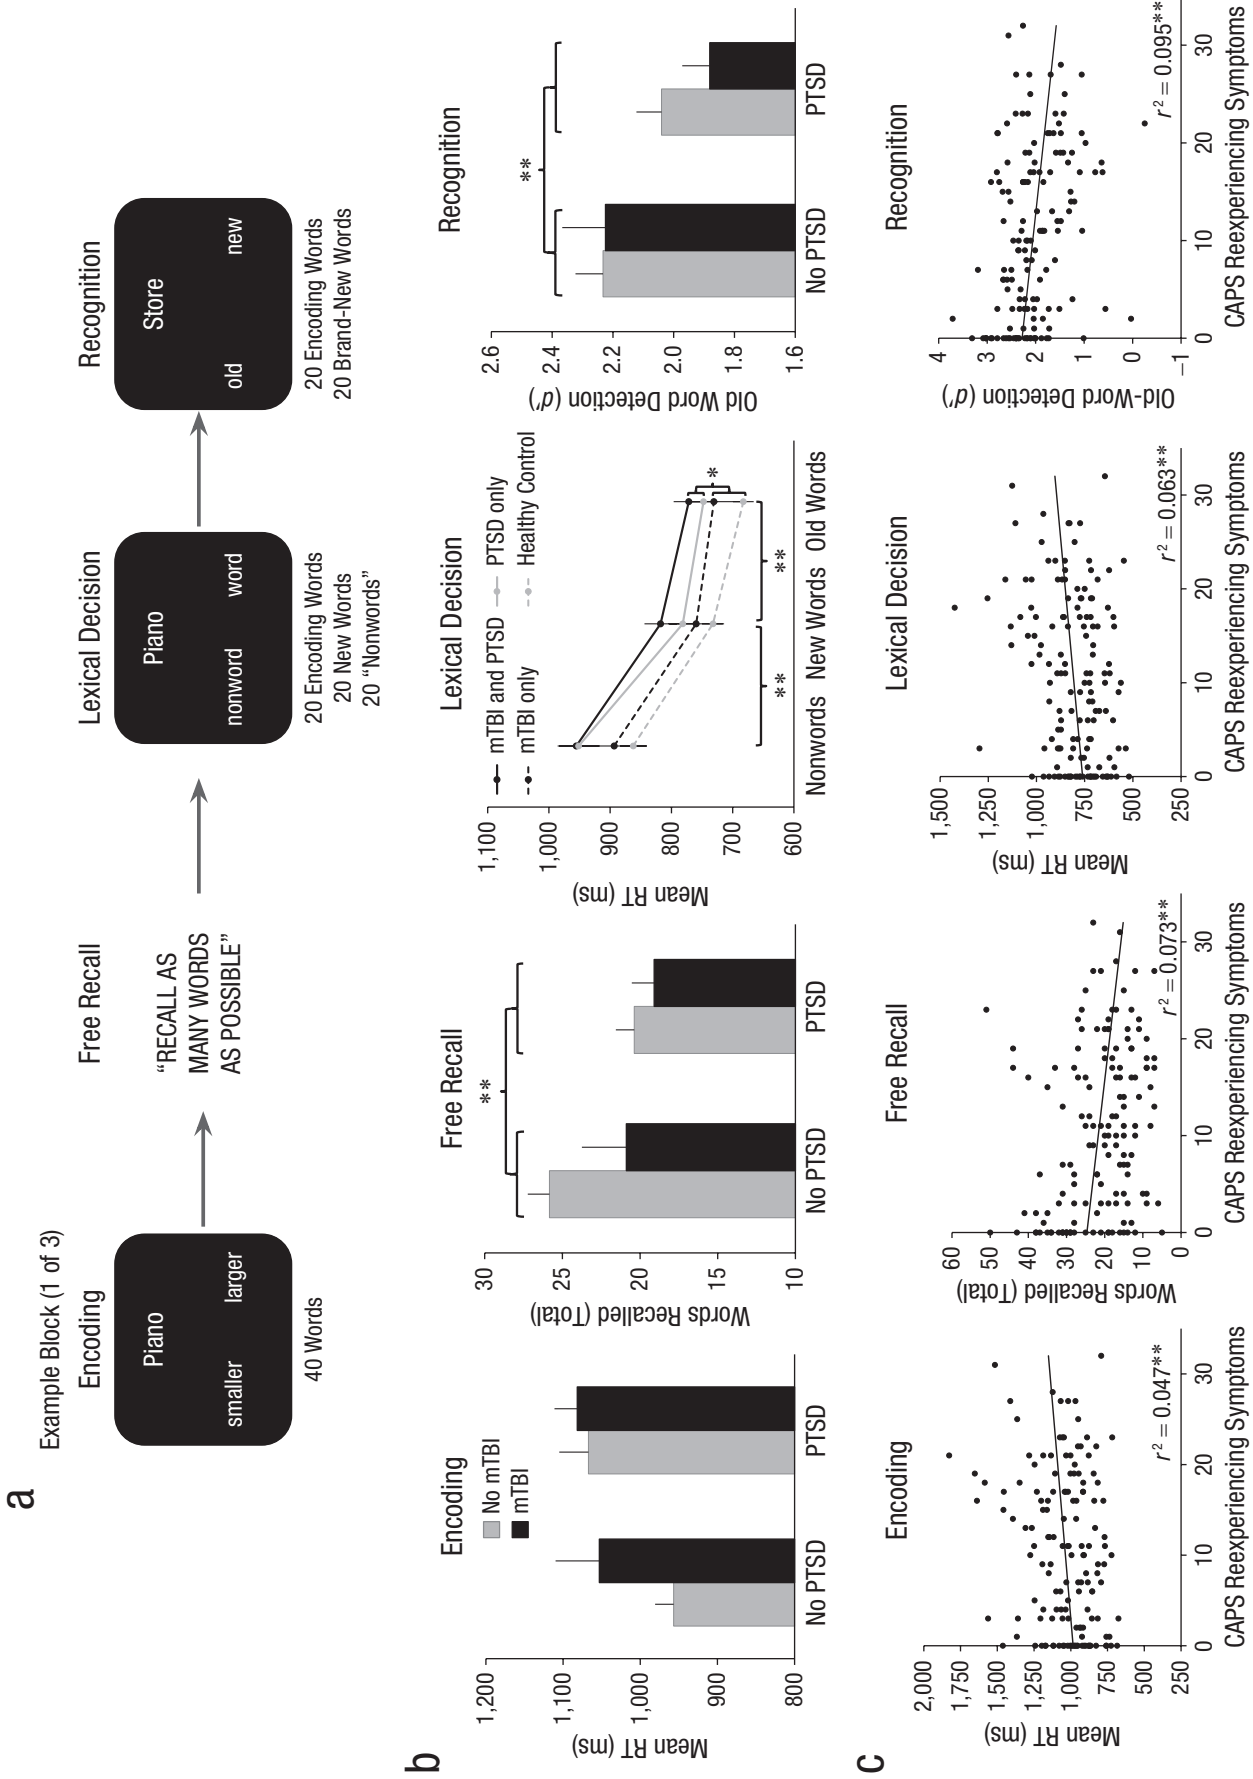 a
Example Block (1 of 3)
Encoding
Piano
smaller larger
40 Words
Free Recall
“RECALL AS
MANY WORDS
AS POSSIBLE”
Lexical Decision
Piano
nonword word
20 Encoding Words
20 New Words
20 “Nonwords”
Recognition
Store
old new
20 Encoding Words
20 Brand-New Words
b
Encoding
No mTBI
mTBI
Mean RT (ms)
1,200
1,100
1,000
900
800
No PTSD PTSD
Free Recall
**
Words Recalled (Total)
30
25
20
15
10
No PTSD PTSD
Lexical Decision
mTBI and PTSD PTSD only
mTBI only Healthy Control
Mean RT (ms)
1,100
1,000
900
800
700
600
*
** **
Nonwords New Words Old Words
Recognition
**
Old Word Detection (d′)
2.6
2.4
2.2
2.0
1.8
1.6
No PTSD PTSD
c
Encoding
Mean RT (ms)
2,000
1,750
1,500
1,250
1,000
750
500
250
r² = 0.047**
0 10 20 30
CAPS Reexperiencing Symptoms
Free Recall
Words Recalled (Total)
60
50
40
30
20
10
0
r² = 0.073**
0 10 20 30
CAPS Reexperiencing Symptoms
Lexical Decision
Mean RT (ms)
1,500
1,250
1,000
750
500
250
r² = 0.063**
0 10 20 30
CAPS Reexperiencing Symptoms
Recognition
Old-Word Detection (d′)
4
3
2
1
0
−1
r² = 0.095**
0 10 20 30
CAPS Reexperiencing Symptoms